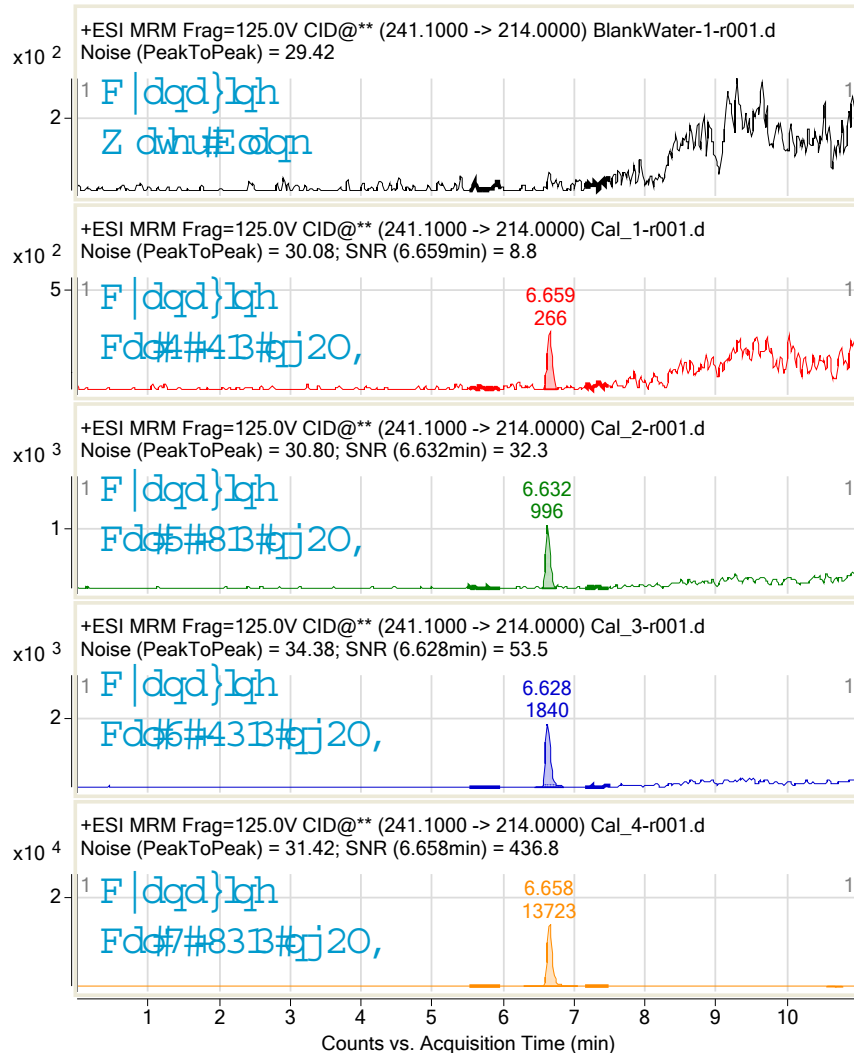 +ESI MRM Frag=125.0V CID@** (241.1000 -> 214.0000) BlankWater-1-r001.d
Noise (PeakToPeak) = 29.42
x10 2
1
1
F|dqd}lqh
2
Z dwhu#Eodqn
+ESI MRM Frag=125.0V CID@** (241.1000 -> 214.0000) Cal_1-r001.d
Noise (PeakToPeak) = 30.08; SNR (6.659min) = 8.8
x10 2
5
1
1
F|dqd}lqh
6.659
266
Fdo#4#+413#qj2O,
+ESI MRM Frag=125.0V CID@** (241.1000 -> 214.0000) Cal_2-r001.d
Noise (PeakToPeak) = 30.80; SNR (6.632min) = 32.3
x10 3
1
1
F|dqd}lqh
6.632
996
1
Fdo#5#+813#qj2O,
+ESI MRM Frag=125.0V CID@** (241.1000 -> 214.0000) Cal_3-r001.d
Noise (PeakToPeak) = 34.38; SNR (6.628min) = 53.5
x10 3
1
1
F|dqd}lqh
6.628
1840
2
Fdo#6#+4313#qj2O,
+ESI MRM Frag=125.0V CID@** (241.1000 -> 214.0000) Cal_4-r001.d
Noise (PeakToPeak) = 31.42; SNR (6.658min) = 436.8
x10 4
2
1
1
F|dqd}lqh
6.658
13723
Fdo#7#+8313#qj2O,
1 2 3 4 5 6 7 8 9 10
Counts vs. Acquisition Time (min)